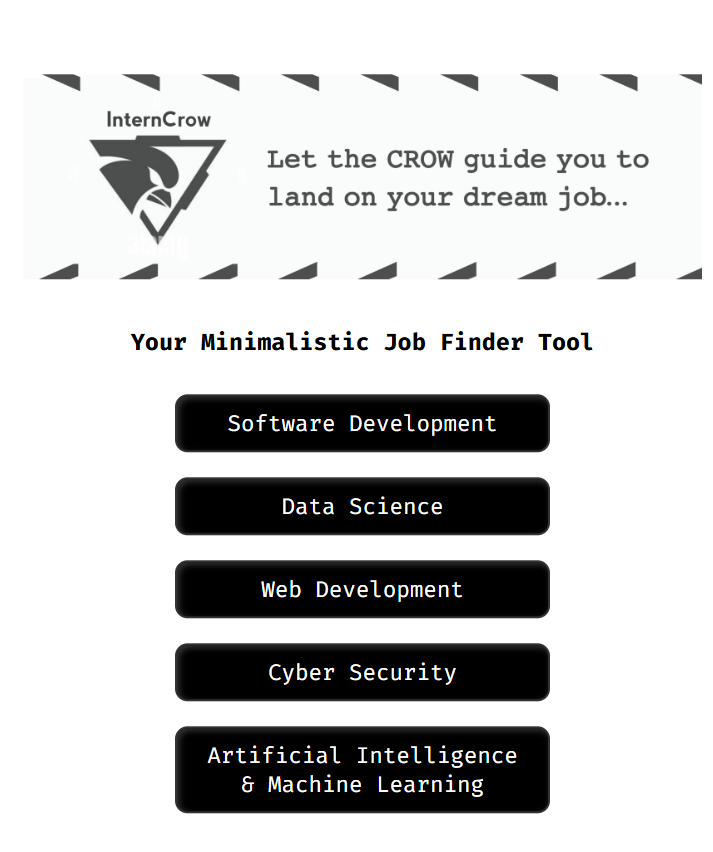 InternCrow
Let the CROW guide you to
land on your dream job...
Your Minimalistic Job Finder Tool
Software Development
Data Science
Web Development
Cyber Security
Artificial Intelligence
& Machine Learning